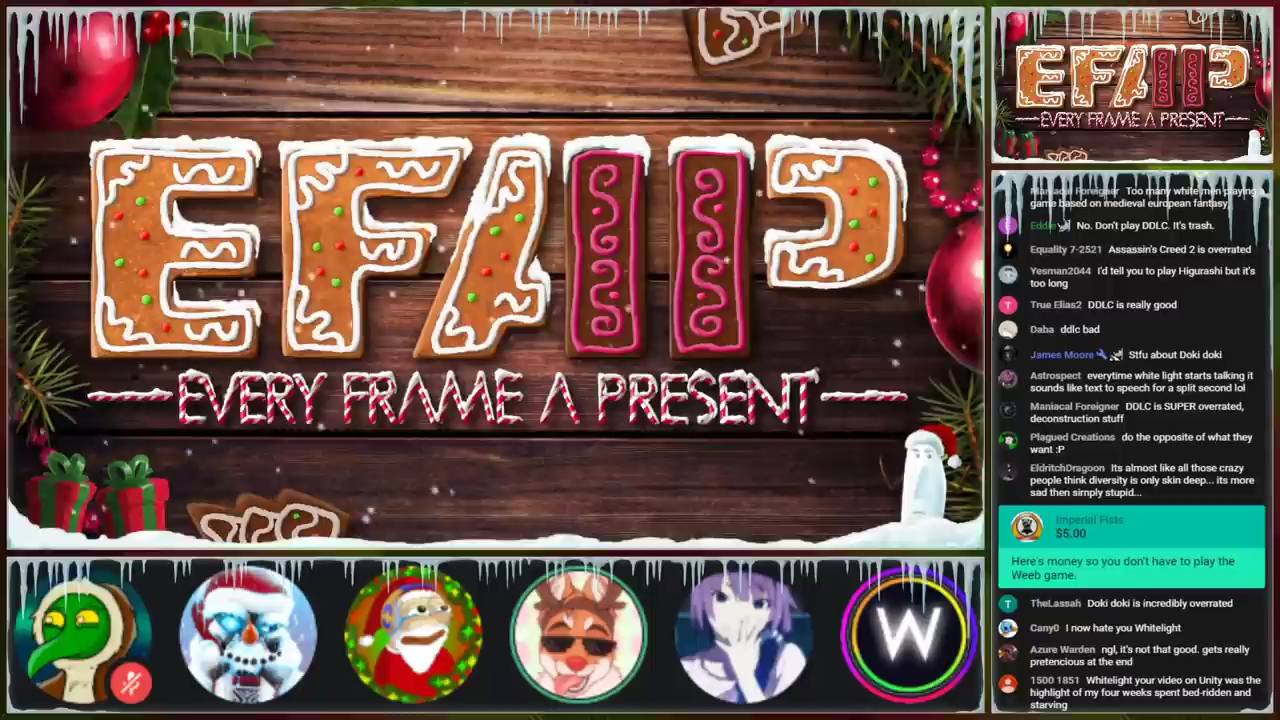 EFAP
EVERY FRAME A PRESENT
EFAP
EVERY FRAME A PRESENT
W
Maniacal Foreigner Too many white men playing
game based on medieval european fantasy
Eddie No. Don't play DDLC. It's trash.
Equality 7-2521 Assassin's Creed 2 is overrated
Yesman2044 I'd tell you to play Higurashi but it's
too long
T
True Elias2 DDLC is really good
Daba ddlc bad
James Moore Stfu about Doki doki
Astrospect everytime white light starts talking it
sounds like text to speech for a split second lol
Maniacal Foreigner DDLC is SUPER overrated,
deconstruction stuff
Plagued Creations do the opposite of what they
want :P
EldritchDragoon Its almost like all those crazy
people think diversity is only skin deep... its more
sad then simply stupid...
Imperial Fists
$5.00
Here's money so you don't have to play the
Weeb game.
T
TheLassah Doki doki is incredibly overrated
Cany0 I now hate you Whitelight
Azure Warden ngl, it's not that good. gets really
pretencious at the end
1500 1851 Whitelight your video on Unity was the
highlight of my four weeks spent bed-ridden and
starving